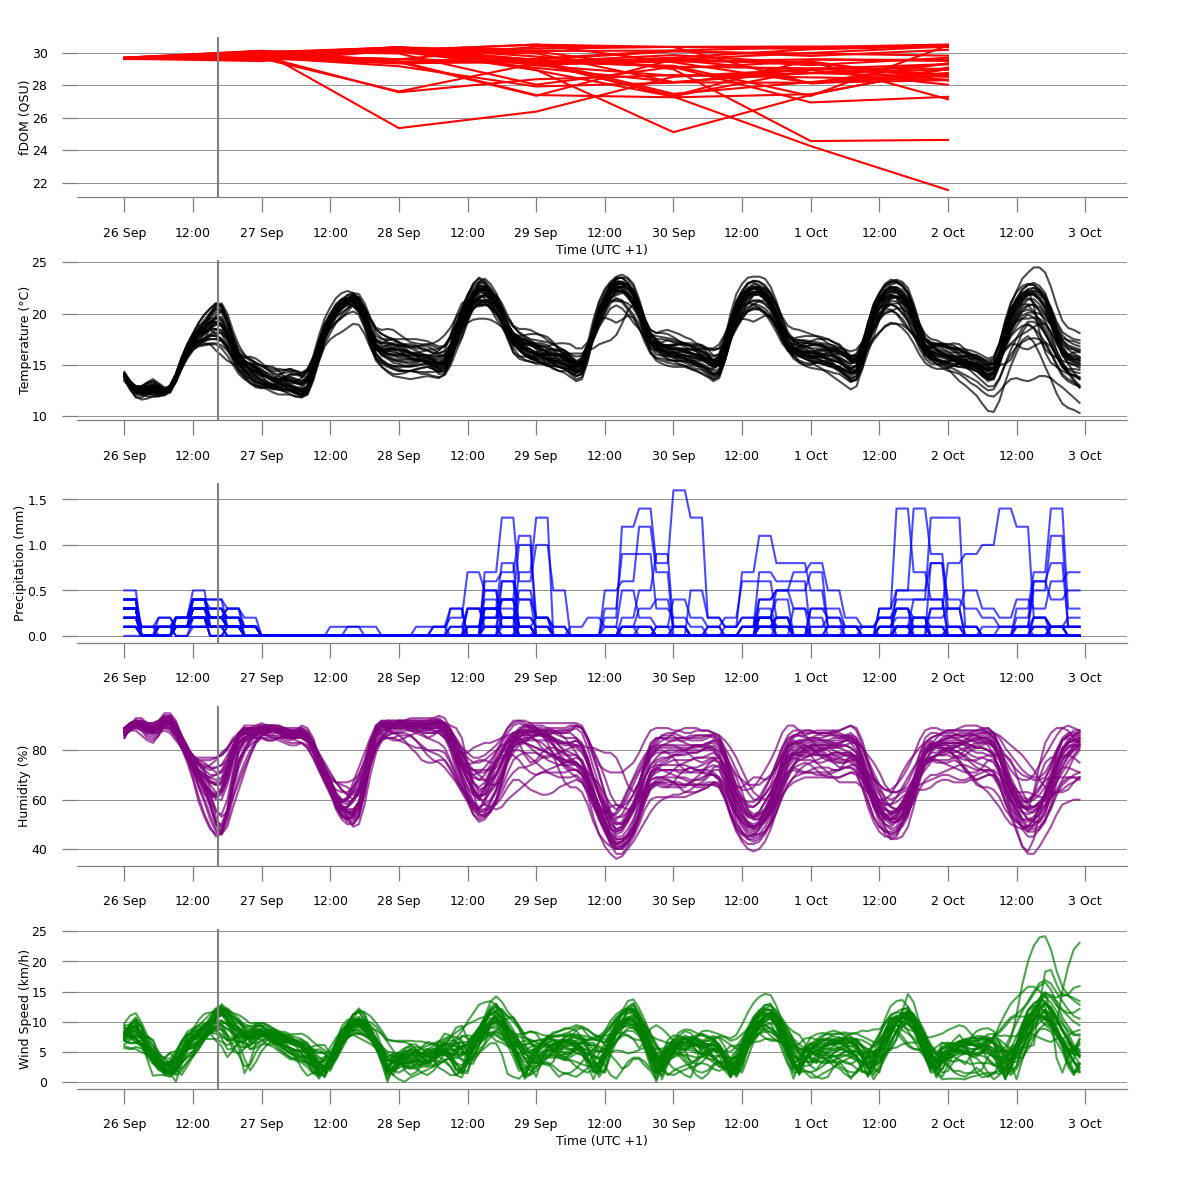 fDOM (QSU)
30
28
26
24
22
26 Sep 12:00 27 Sep 12:00 28 Sep 12:00 29 Sep 12:00 30 Sep 12:00 1 Oct 12:00 2 Oct 12:00 3 Oct
Time (UTC +1)
Temperature (°C)
25
20
15
10
26 Sep 12:00 27 Sep 12:00 28 Sep 12:00 29 Sep 12:00 30 Sep 12:00 1 Oct 12:00 2 Oct 12:00 3 Oct
Precipitation (mm)
1.5
1.0
0.5
0.0
26 Sep 12:00 27 Sep 12:00 28 Sep 12:00 29 Sep 12:00 30 Sep 12:00 1 Oct 12:00 2 Oct 12:00 3 Oct
Humidity (%)
80
60
40
26 Sep 12:00 27 Sep 12:00 28 Sep 12:00 29 Sep 12:00 30 Sep 12:00 1 Oct 12:00 2 Oct 12:00 3 Oct
Wind Speed (km/h)
25
20
15
10
5
0
26 Sep 12:00 27 Sep 12:00 28 Sep 12:00 29 Sep 12:00 30 Sep 12:00 1 Oct 12:00 2 Oct 12:00 3 Oct
Time (UTC +1)